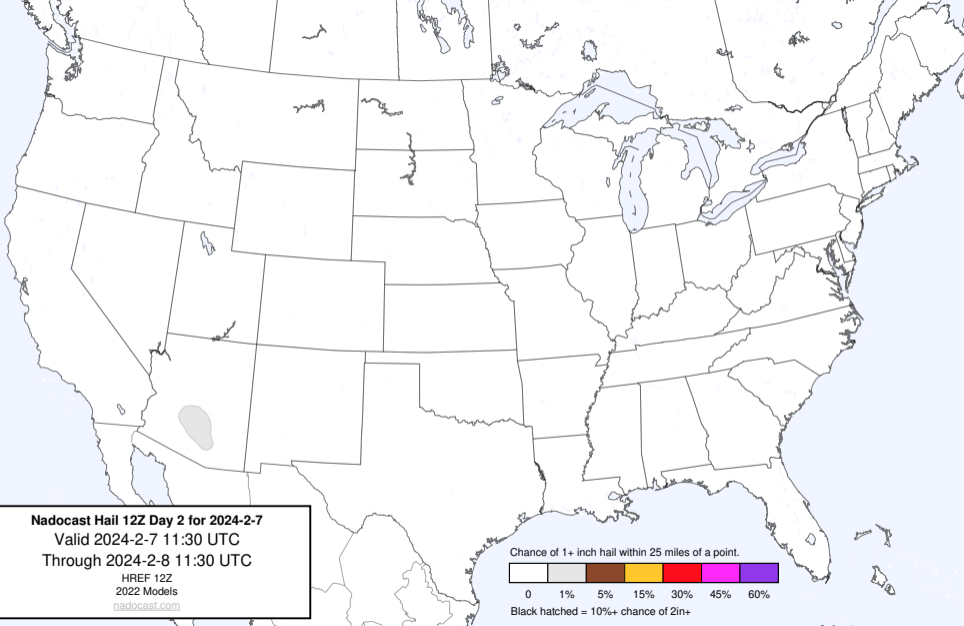 Nadocast Hail 12Z Day 2 for 2024-2-7
Valid 2024-2-7 11:30 UTC
Through 2024-2-8 11:30 UTC
HREF 12Z
2022 Models
nadocast.com
Chance of 1+ inch hail within 25 miles of a point.
0 1% 5% 15% 30% 45% 60%
Black hatched = 10%+ chance of 2in+